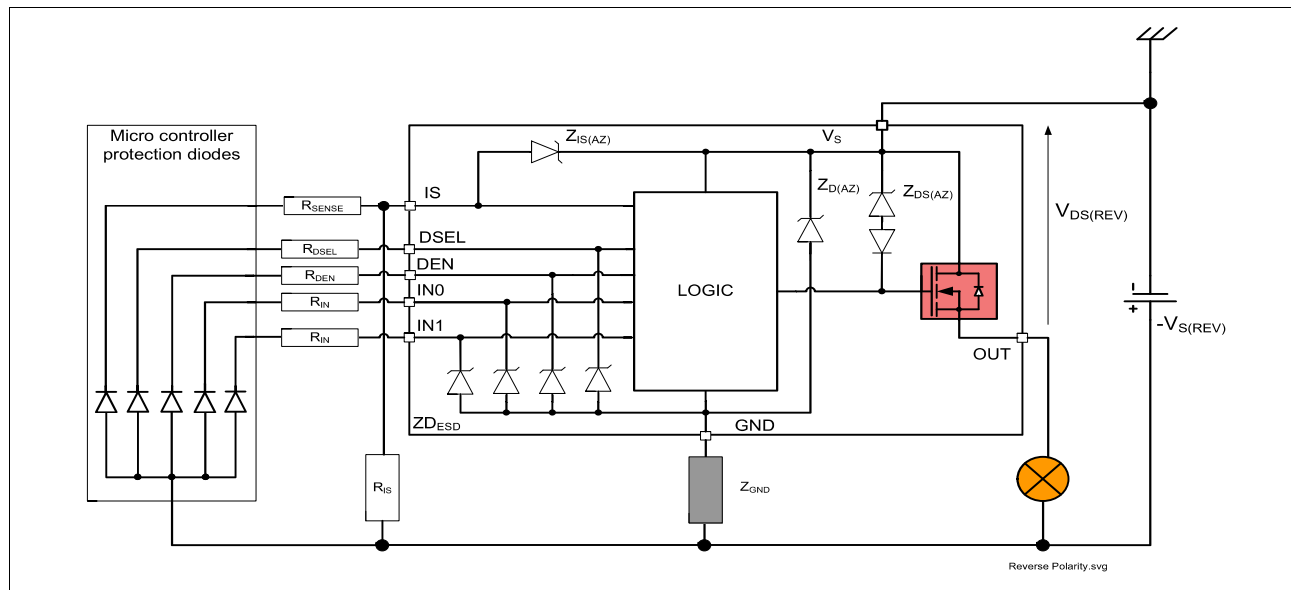 Micro controller
protection diodes
ZIS(AZ)
VS
ZD(AZ)
ZDS(AZ)
VDS(REV)
IS
RSENSE
DSEL
RDSEL
DEN
RDEN
IN0
RIN
LOGIC
IN1
RIN
-
+
-VS(REV)
OUT
ZDESD
GND
RIS
ZGND
Reverse Polarity.svg